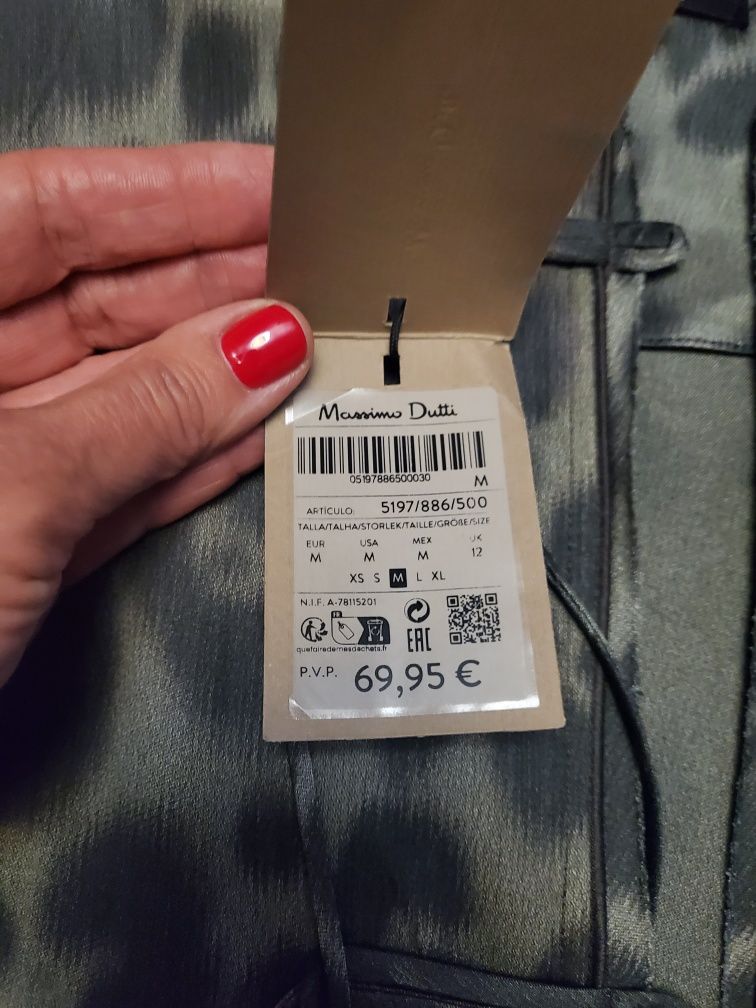 Massimo Dutti
05197886500030
M
ARTÍCULO: 5197/886/500
TALLA/TALHA/STORLEK/TAILLE/GRÖßE/SIZE
EUR USA MEX UK
M M M 12
XS S M L XL
N.I.F. A-78115201
FR
EAC
quefairedemesdechets.fr
P.V.P. 69,95 €